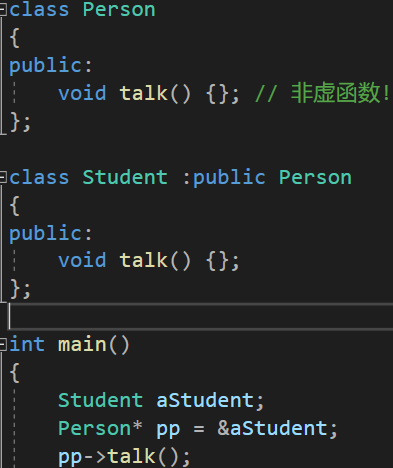 class Person
{
public:
    void talk() {}; // 非虚函数!
};

class Student :public Person
{
public:
    void talk() {};
};

int main()
{
    Student aStudent;
    Person* pp = &aStudent;
    pp->talk();